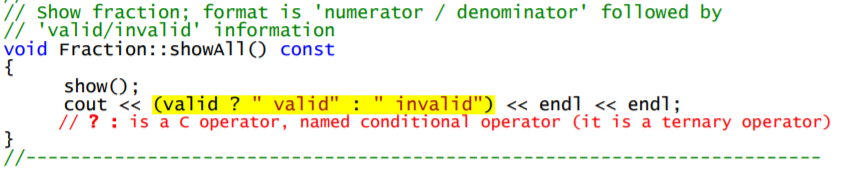 // Show fraction; format is 'numerator / denominator' followed by
// 'valid/invalid' information
void Fraction::showAll() const
{
show();
cout << (valid ? " valid" : " invalid") << endl << endl;
// ? : is a C operator, named conditional operator (it is a ternary operator)
}
//-------------------------------------------------------------------------